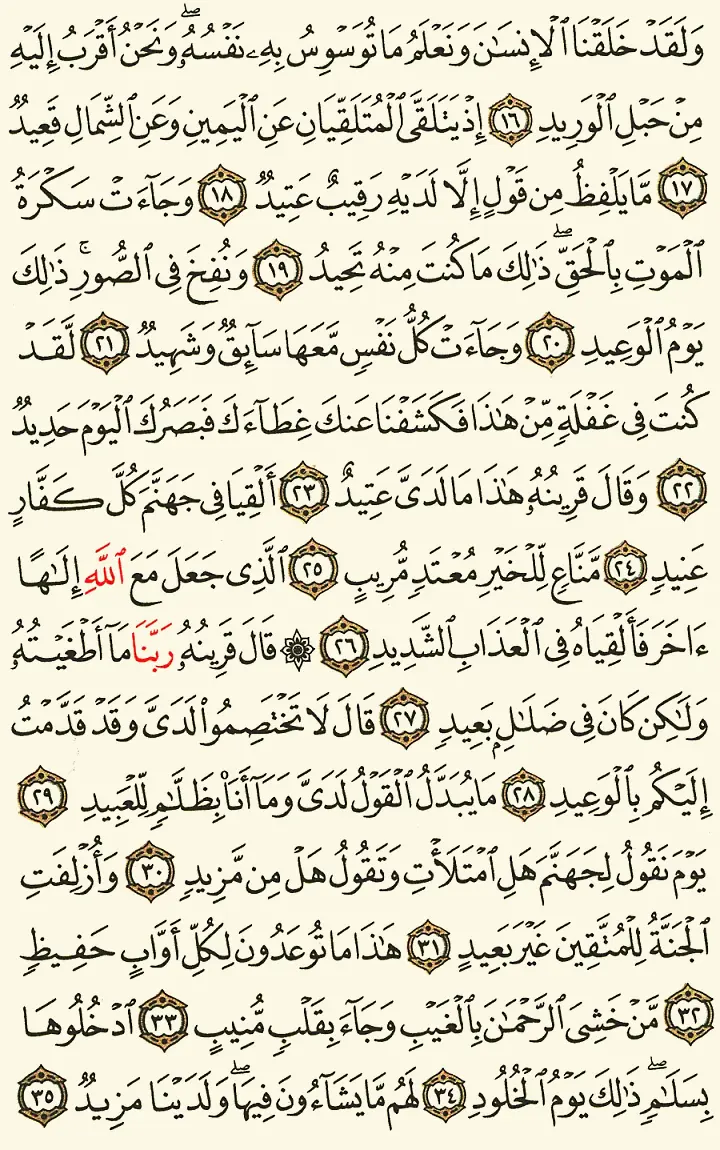 وَلَقَدْ خَلَقْنَا ٱلْإِنسَٰنَ وَنَعْلَمُ مَا تُوَسْوِسُ بِهِۦ نَفْسُهُۥ ۖ وَنَحْنُ أَقْرَبُ إِلَيْهِ
مِنْ حَبْلِ ٱلْوَرِيدِ ١٦ إِذْ يَتَلَقَّى ٱلْمُتَلَقِّيَانِ عَنِ ٱلْيَمِينِ وَعَنِ ٱلشِّمَالِ قَعِيدٌ
١٧ مَّا يَلْفِظُ مِن قَوْلٍ إِلَّا لَدَيْهِ رَقِيبٌ عَتِيدٌ ١٨ وَجَآءَتْ سَكْرَةُ
ٱلْمَوْتِ بِٱلْحَقِّ ۖ ذَٰلِكَ مَا كُنتَ مِنْهُ تَحِيدُ ١٩ وَنُفِخَ فِى ٱلصُّورِ ۚ ذَٰلِكَ
يَوْمُ ٱلْوَعِيدِ ٢٠ وَجَآءَتْ كُلُّ نَفْسٍ مَّعَهَا سَآئِقٌ وَشَهِيدٌ ٢١ لَّقَدْ
كُنتَ فِى غَفْلَةٍ مِّنْ هَٰذَا فَكَشَفْنَا عَنكَ غِطَآءَكَ فَبَصَرُكَ ٱلْيَوْمَ حَدِيدٌ
٢٢ وَقَالَ قَرِينُهُۥ هَٰذَا مَا لَدَىَّ عَتِيدٌ ٢٣ أَلْقِيَا فِى جَهَنَّمَ كُلَّ كَفَّارٍ
عَنِيدٍ ٢٤ مَّنَّاعٍ لِّلْخَيْرِ مُعْتَدٍ مُّرِيبٍ ٢٥ ٱلَّذِى جَعَلَ مَعَ ٱللَّهِ إِلَٰهًا
ءَاخَرَ فَأَلْقِيَاهُ فِى ٱلْعَذَابِ ٱلشَّدِيدِ ٢٦ ۞ قَالَ قَرِينُهُۥ رَبَّنَا مَآ أَطْغَيْتُهُۥ
وَلَٰكِن كَانَ فِى ضَلَٰلٍۭ بَعِيدٍ ٢٧ قَالَ لَا تَخْتَصِمُوا۟ لَدَىَّ وَقَدْ قَدَّمْتُ
إِلَيْكُم بِٱلْوَعِيدِ ٢٨ مَا يُبَدَّلُ ٱلْقَوْلُ لَدَىَّ وَمَآ أَنَا۠ بِظَلَّٰمٍ لِّلْعَبِيدِ ٢٩
يَوْمَ نَقُولُ لِجَهَنَّمَ هَلِ ٱمْتَلَأْتِ وَتَقُولُ هَلْ مِن مَّزِيدٍ ٣٠ وَأُزْلِفَتِ
ٱلْجَنَّةُ لِلْمُتَّقِينَ غَيْرَ بَعِيدٍ ٣١ هَٰذَا مَا تُوعَدُونَ لِكُلِّ أَوَّابٍ حَفِيظٍ
٣٢ مَّنْ خَشِىَ ٱلرَّحْمَٰنَ بِٱلْغَيْبِ وَجَآءَ بِقَلْبٍ مُّنِيبٍ ٣٣ ٱدْخُلُوهَا
بِسَلَٰمٍ ۖ ذَٰلِكَ يَوْمُ ٱلْخُلُودِ ٣٤ لَهُم مَّا يَشَآءُونَ فِيهَا ۖ وَلَدَيْنَا مَزِيدٌ ٣٥